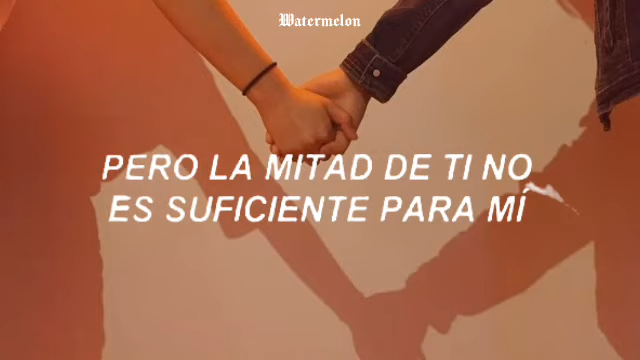 Watermelon
PERO LA MITAD DE TI NO
ES SUFICIENTE PARA MÍ